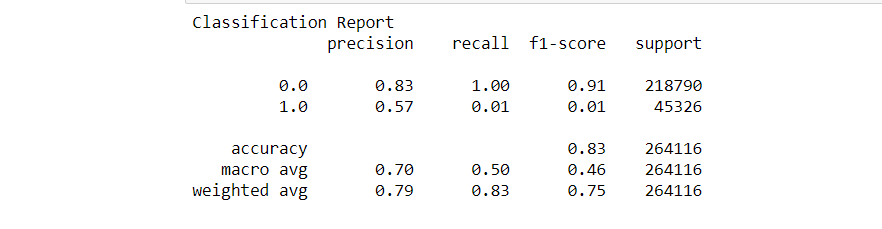 Classification Report
precision recall f1-score support
0.0 0.83 1.00 0.91 218790
1.0 0.57 0.01 0.01 45326
accuracy 0.83 264116
macro avg 0.70 0.50 0.46 264116
weighted avg 0.79 0.83 0.75 264116